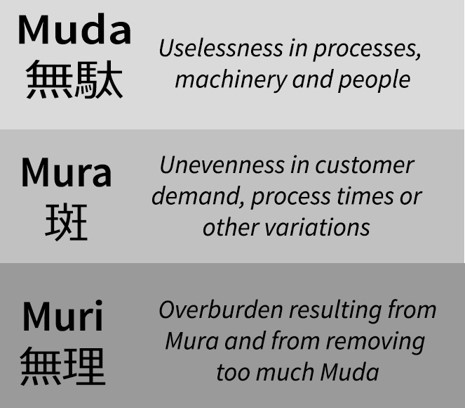 Muda
無駄
Uselessness in processes,
machinery and people
Mura
斑
Unevenness in customer
demand, process times or
other variations
Muri
無理
Overburden resulting from
Mura and from removing
too much Muda